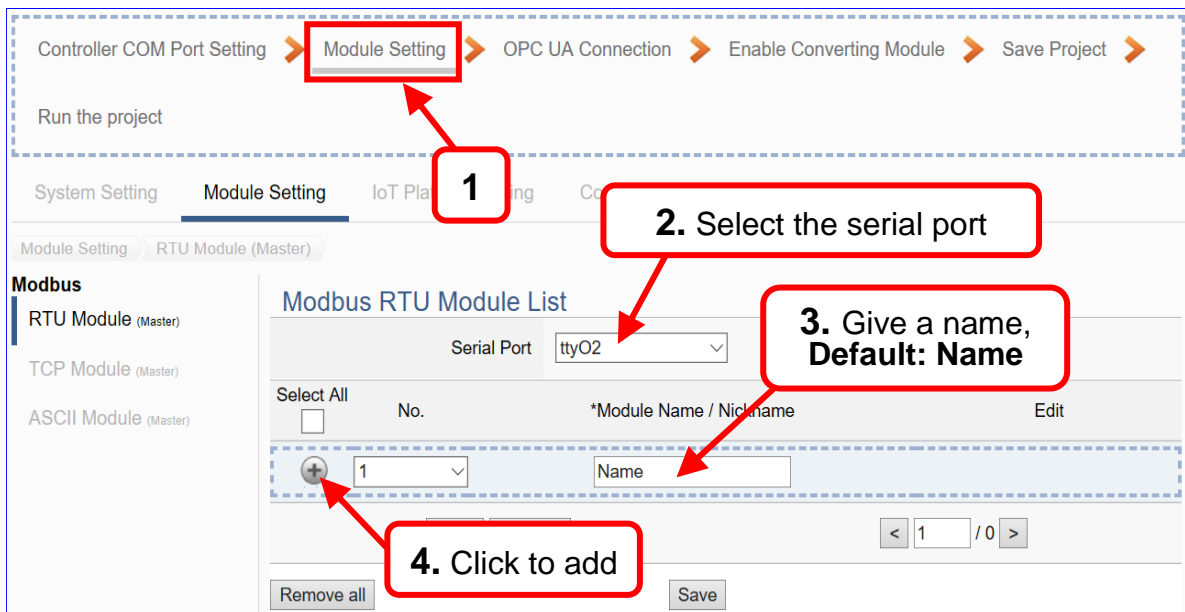 Controller COM Port Setting Module Setting OPC UA Connection Enable Converting Module Save Project
Run the project
1
System Setting Module Setting IoT Pla ing Co
2. Select the serial port
Module Setting RTU Module (Master)
Modbus
RTU Module (Master)
TCP Module (Master)
ASCII Module (Master)
Modbus RTU Module List
3. Give a name,
Default: Name
Serial Port ttyO2
Select All No. *Module Name / Nickname Edit
1 Name
< 1 / 0 >
4. Click to add
Remove all Save